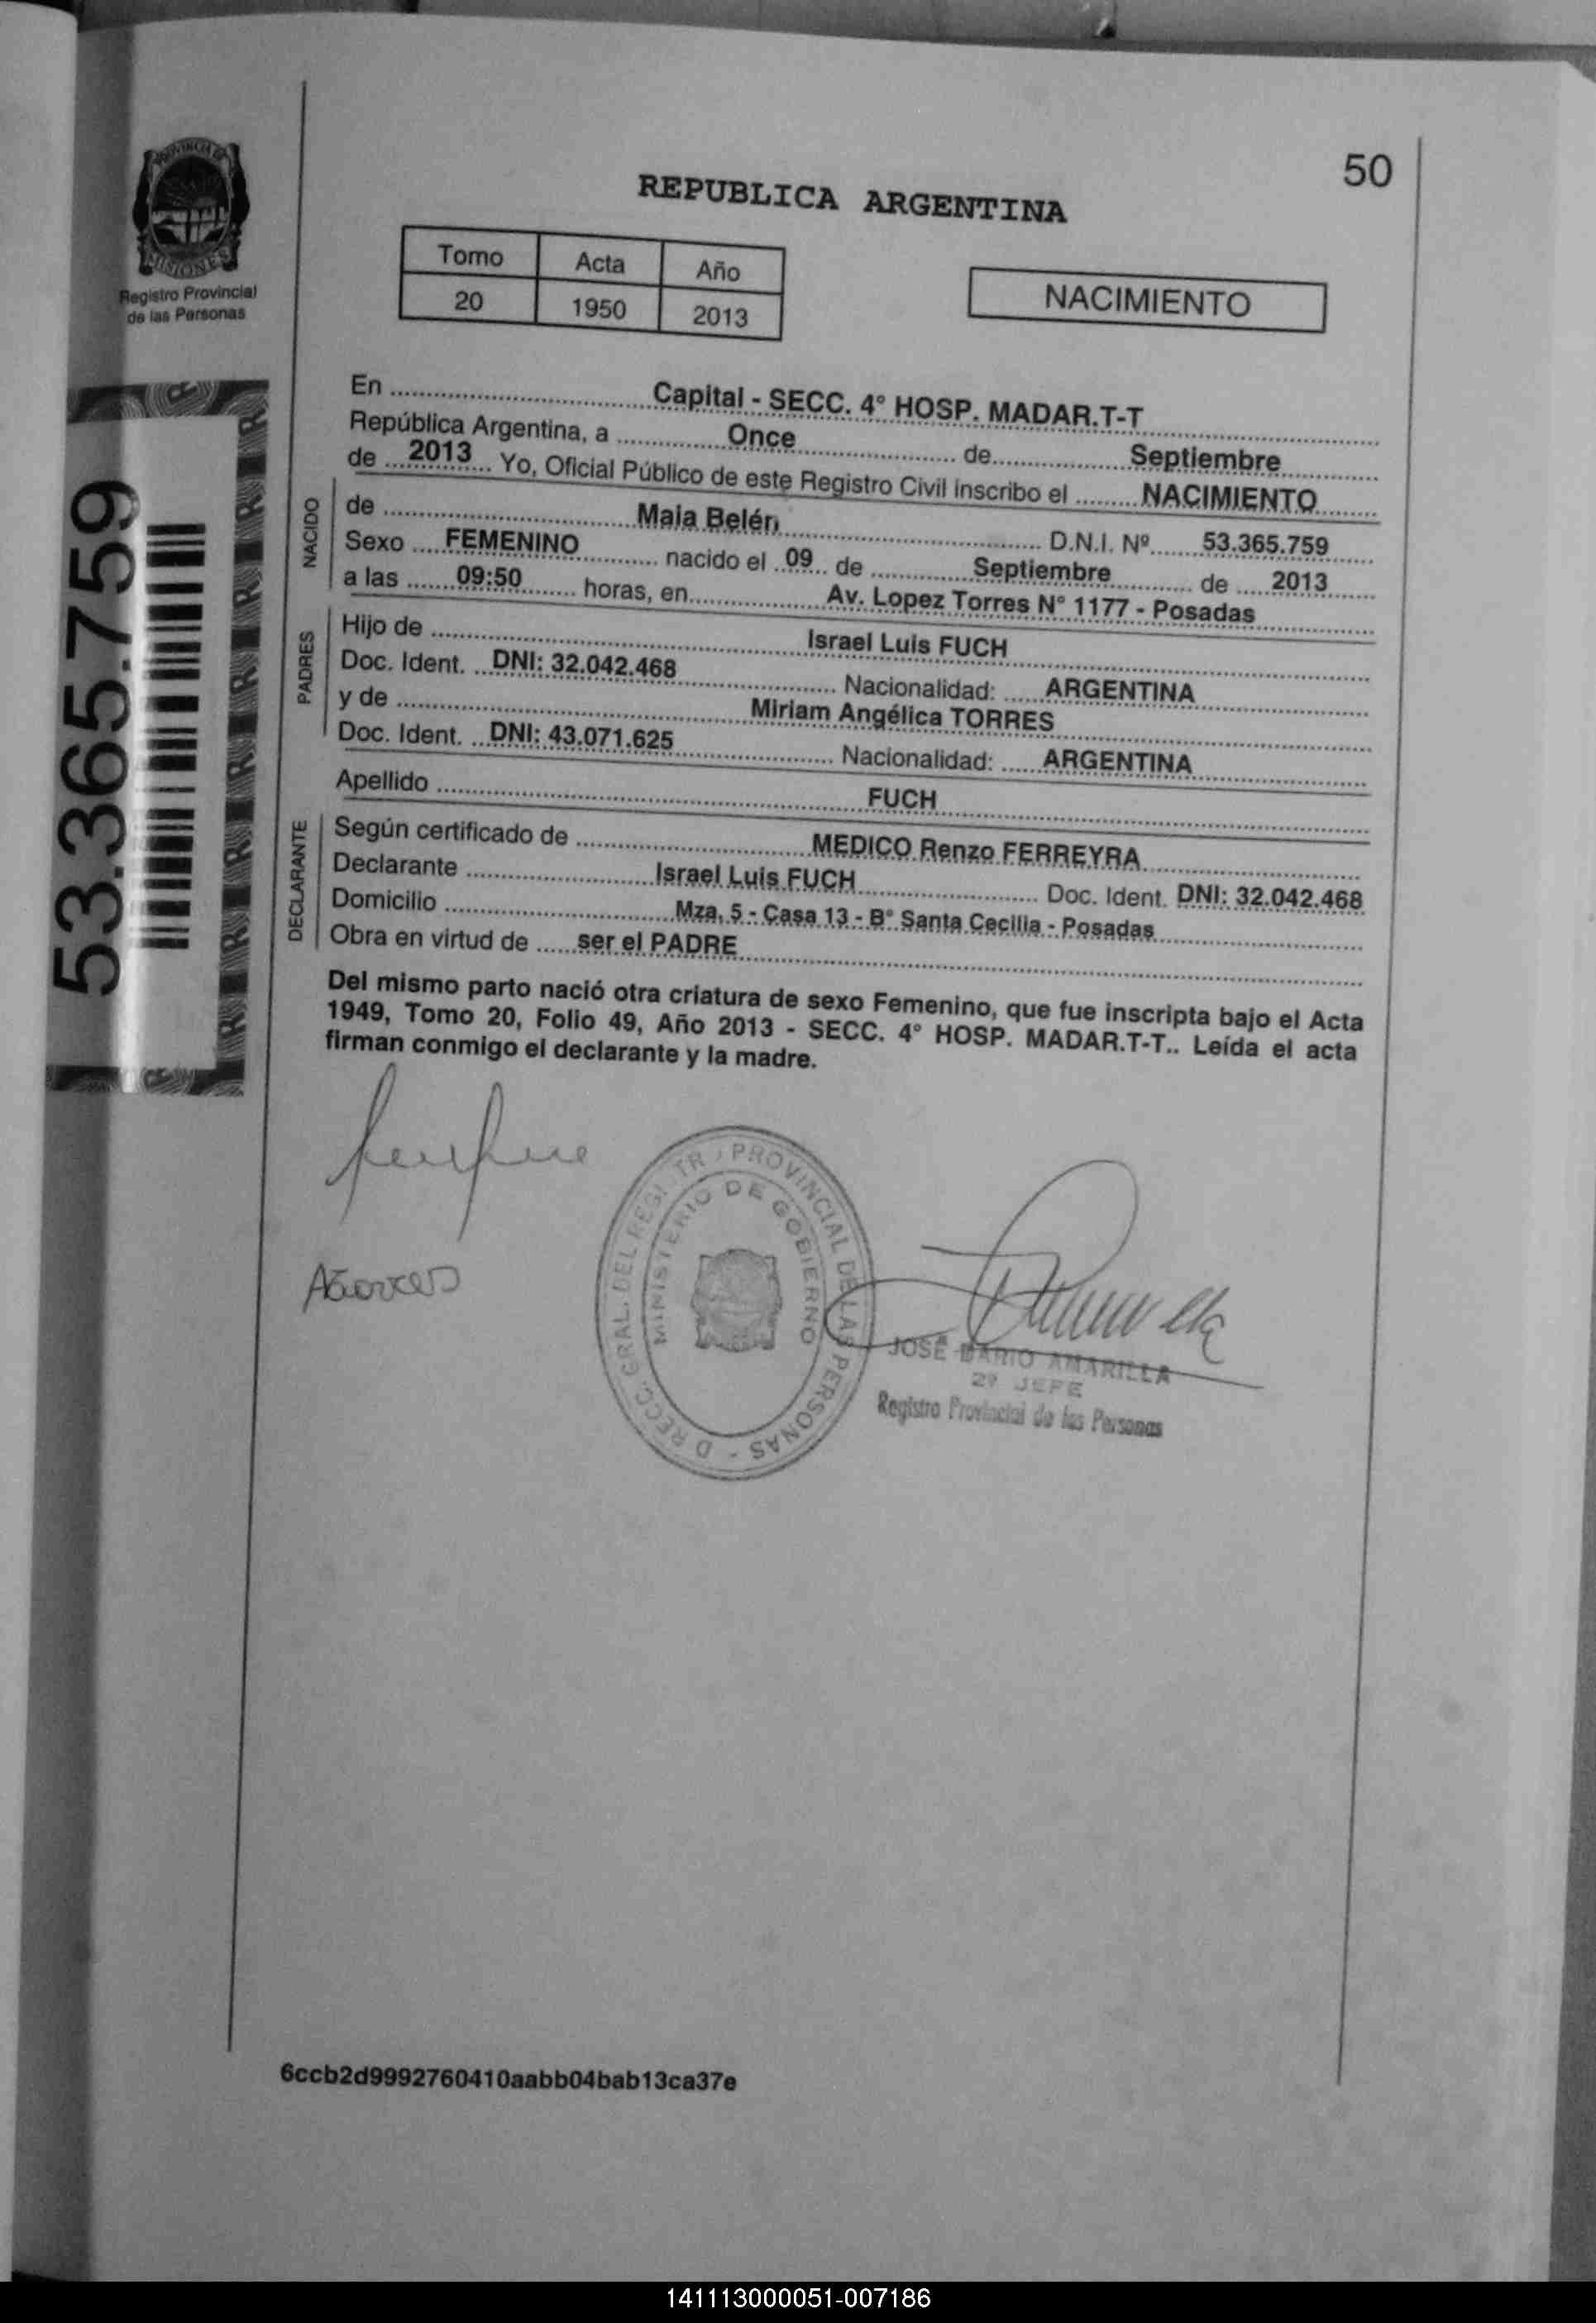 50
PROVINCIA DE
MISIONES
Registro Provincial
de las Personas
REPUBLICA ARGENTINA
Tomo Acta Año
20 1950 2013
NACIMIENTO
53.365.759
En ........ Capital - SECC. 4° HOSP. MADAR.T-T
República Argentina, a ........ Once ........ de ........ Septiembre
de ... 2013 ... Yo, Oficial Público de este Registro Civil inscribo el ........ NACIMIENTO
NACIDO
de ........ Maia Belén ........ D.N.I. Nº ........ 53.365.759
Sexo .... FEMENINO ........ nacido el .. 09 .. de ........ Septiembre ........ de .... 2013
a las ...... 09:50 ........ horas, en ........ Av. Lopez Torres N° 1177 - Posadas
PADRES
Hijo de ........ Israel Luis FUCH
Doc. Ident. ... DNI: 32.042.468 ........ Nacionalidad: ..... ARGENTINA
y de ........ Miriam Angélica TORRES
Doc. Ident. ... DNI: 43.071.625 ........ Nacionalidad: ..... ARGENTINA
Apellido ........ FUCH
DECLARANTE
Según certificado de ........ MEDICO Renzo FERREYRA
Declarante ........ Israel Luis FUCH ........ Doc. Ident. DNI: 32.042.468
Domicilio ........ Mza. 5 - Casa 13 - B° Santa Cecilia - Posadas
Obra en virtud de ..... ser el PADRE
Del mismo parto nació otra criatura de sexo Femenino, que fue inscripta bajo el Acta
1949, Tomo 20, Folio 49, Año 2013 - SECC. 4° HOSP. MADAR.T-T.. Leída el acta
firman conmigo el declarante y la madre.
D RECC. GRAL. DEL REGI TR PROVINCIAL DE LAS PERSONAS -
MINISTERIO DE GOBIERNO
JOSÉ DARIO AMARILLA
2º JEFE
Registro Provincial de las Personas
6ccb2d9992760410aabb04bab13ca37e
141113000051-007186